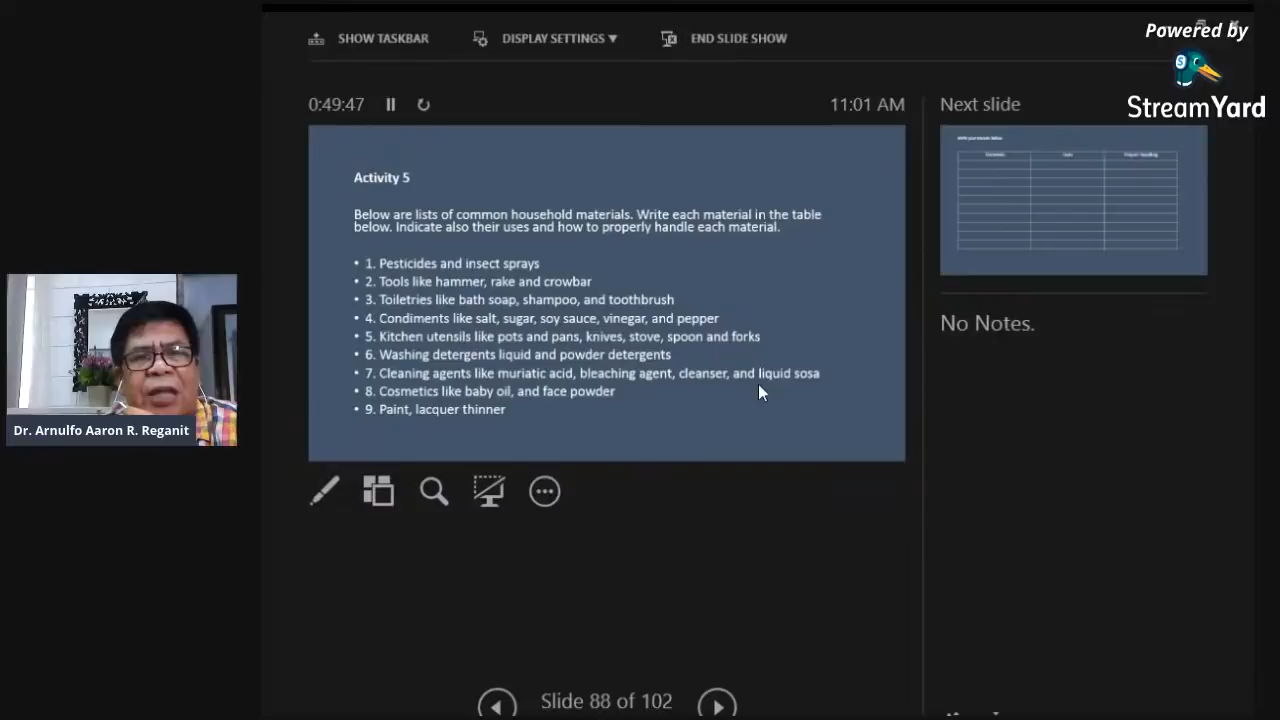 SHOW TASKBAR
DISPLAY SETTINGS ▼
END SLIDE SHOW
Powered by
StreamYard
0:49:47
11:01 AM
Next slide
Activity 5
Below are lists of common household materials. Write each material in the table
below. Indicate also their uses and how to properly handle each material.
• 1. Pesticides and insect sprays
• 2. Tools like hammer, rake and crowbar
• 3. Toiletries like bath soap, shampoo, and toothbrush
• 4. Condiments like salt, sugar, soy sauce, vinegar, and pepper
• 5. Kitchen utensils like pots and pans, knives, stove, spoon and forks
• 6. Washing detergents liquid and powder detergents
• 7. Cleaning agents like muriatic acid, bleaching agent, cleanser, and liquid sosa
• 8. Cosmetics like baby oil, and face powder
• 9. Paint, lacquer thinner
No Notes.
Dr. Arnulfo Aaron R. Reganit
Slide 88 of 102